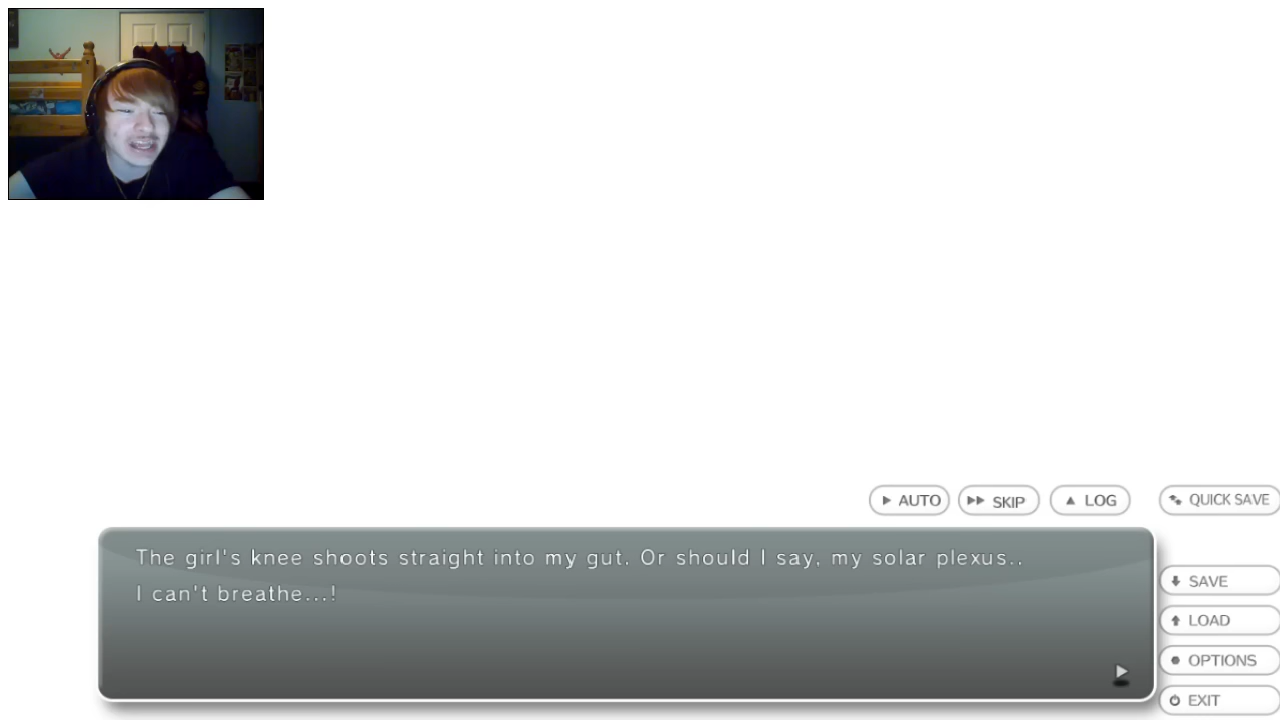 AUTO
SKIP
LOG
QUICK SAVE
The girl's knee shoots straight into my gut. Or should I say, my solar plexus..
I can't breathe...!
SAVE
LOAD
OPTIONS
EXIT